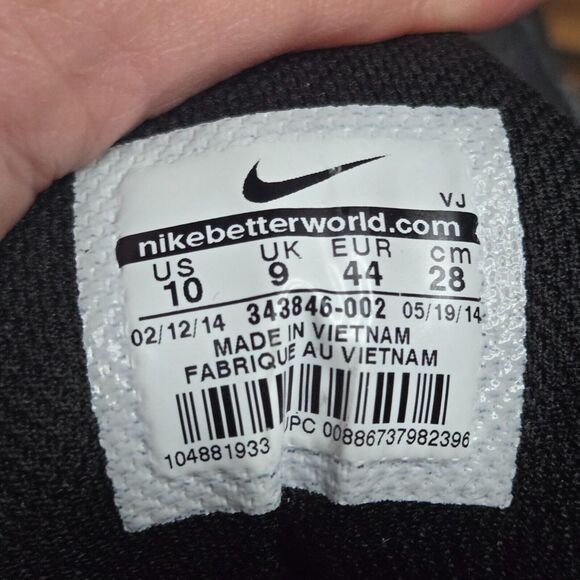 VJ
nikebetterworld.com
US UK EUR cm
10 9 44 28
02/12/14 343846-002 05/19/14
MADE IN VIETNAM
FABRIQUE AU VIETNAM
104881933 UPC 00886737982396